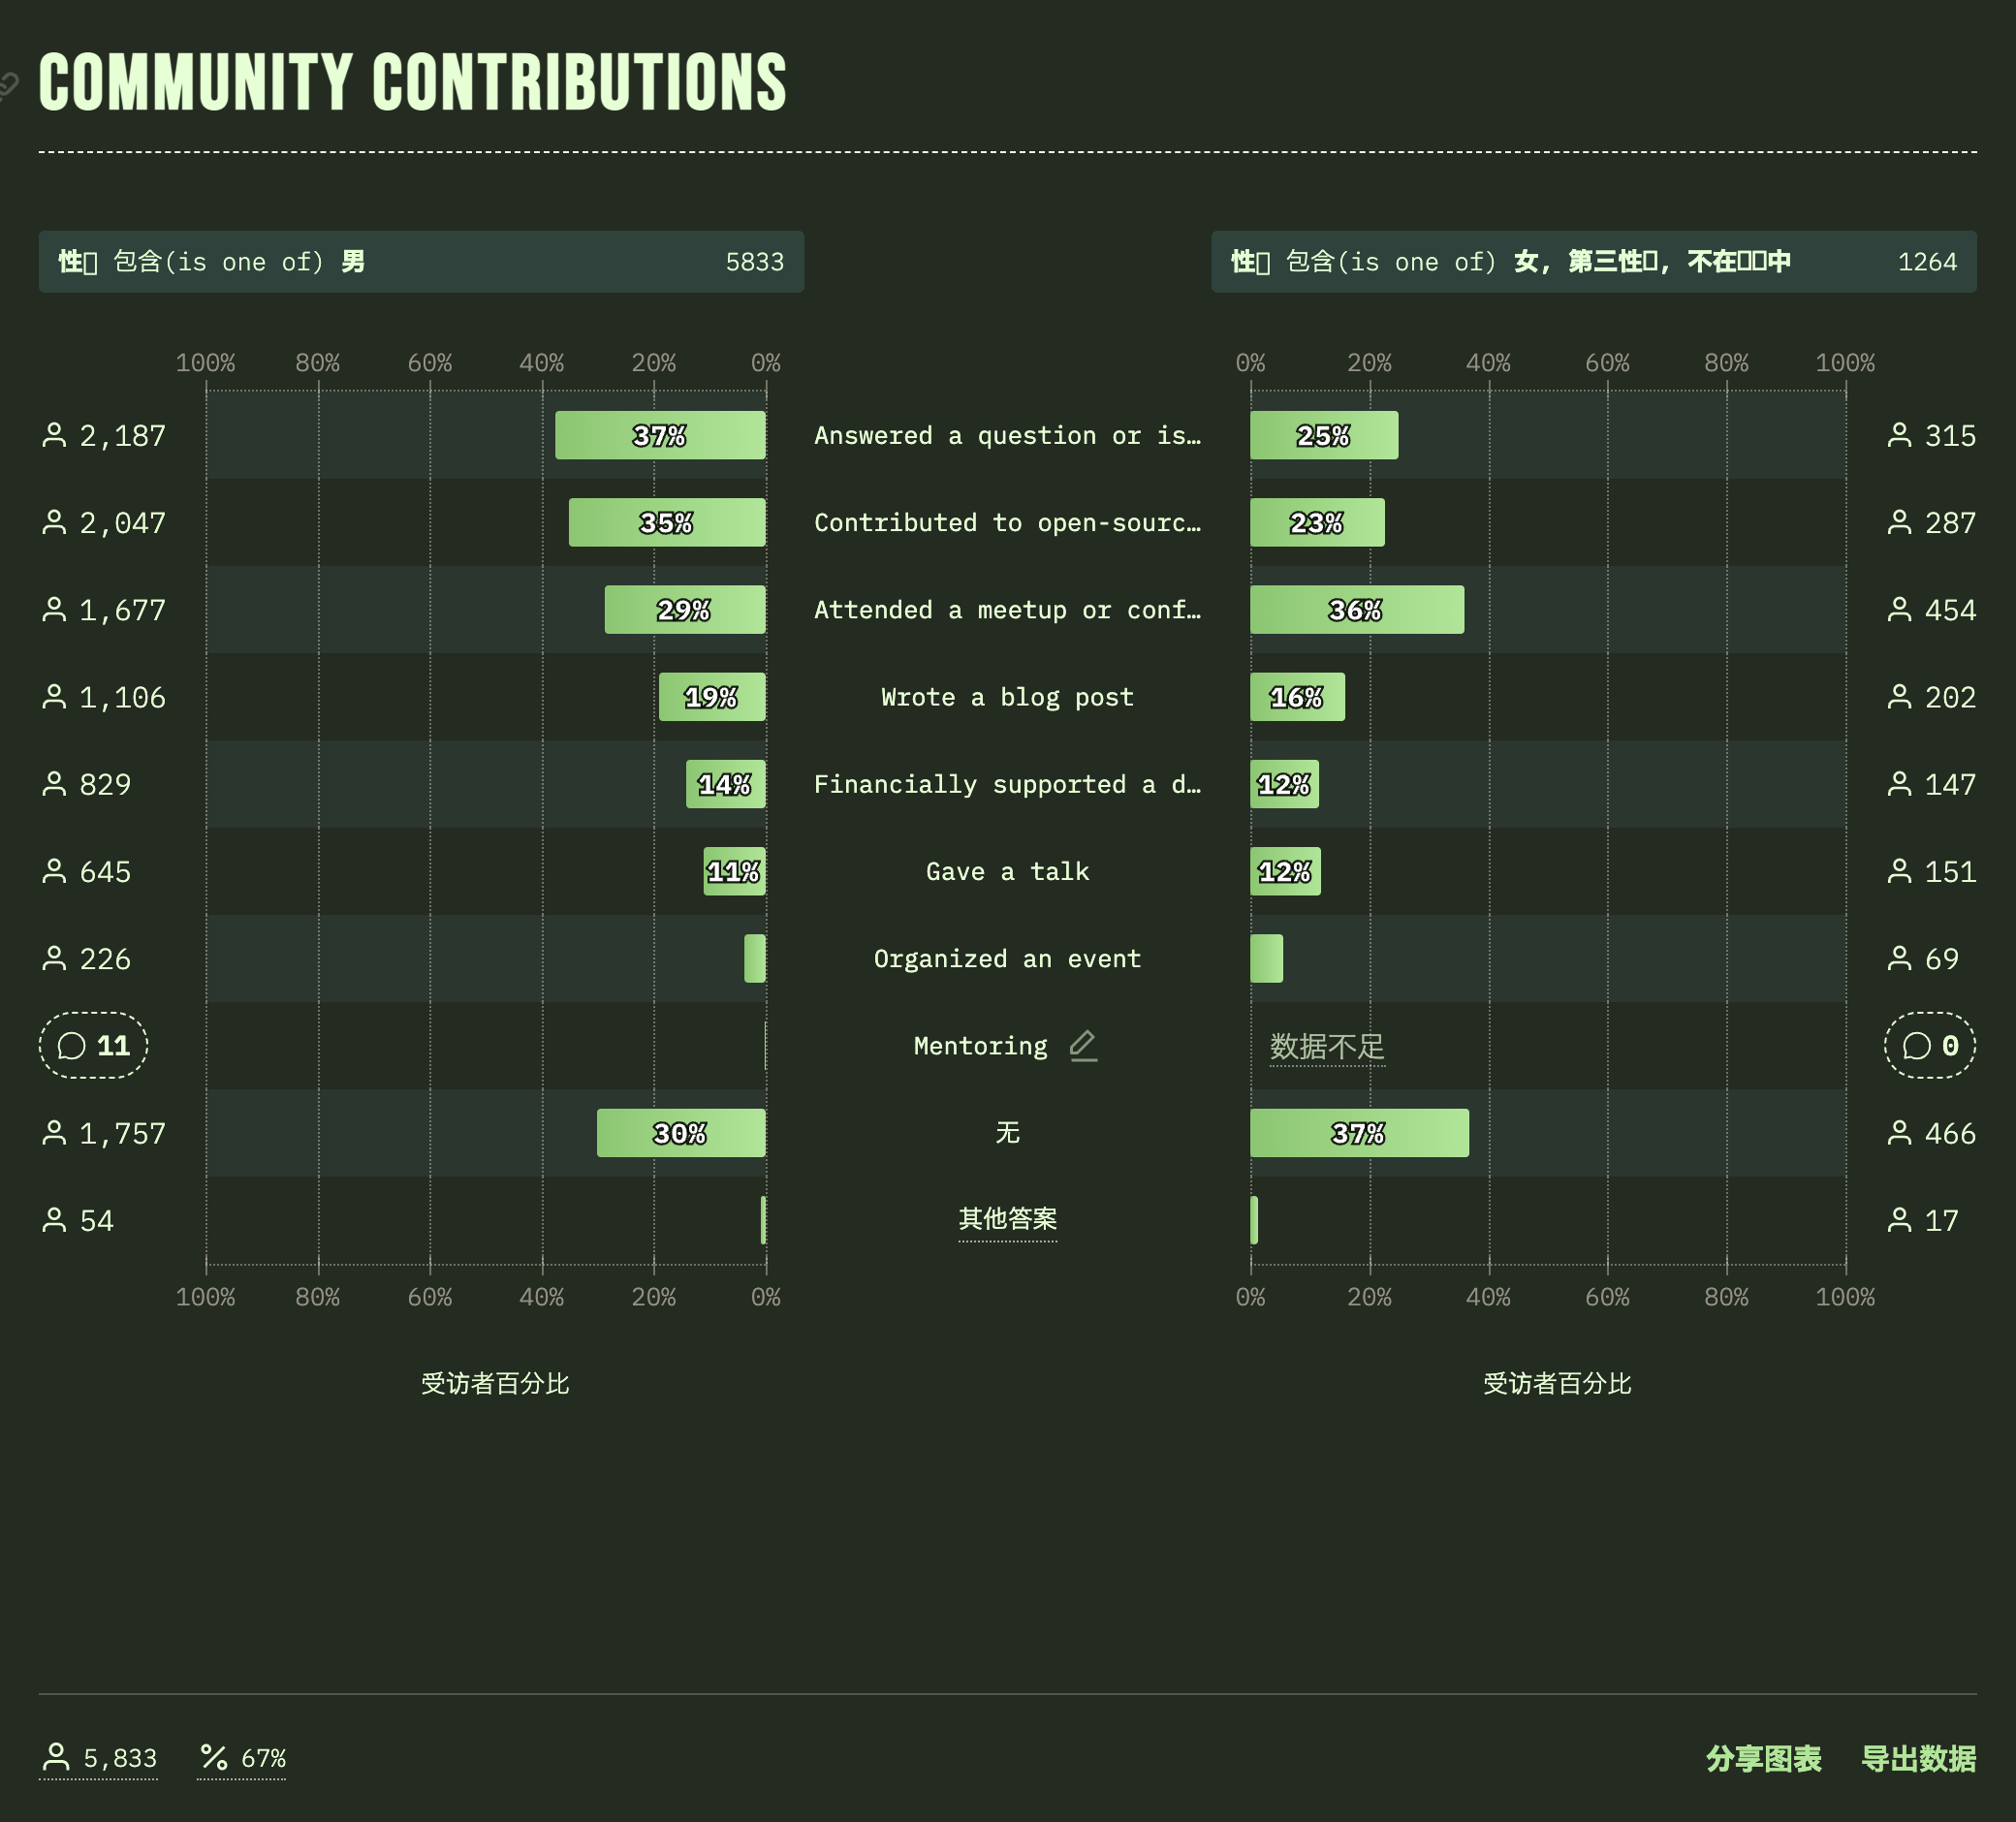 COMMUNITY CONTRIBUTIONS
性 包含(is one of) 男 5833
性 包含(is one of) 女, 第三性, 不在中 1264
100% 80% 60% 40% 20% 0%
0% 20% 40% 60% 80% 100%
2,187 37% Answered a question or is… 25% 315
2,047 35% Contributed to open-sourc… 23% 287
1,677 29% Attended a meetup or conf… 36% 454
1,106 19% Wrote a blog post 16% 202
829 14% Financially supported a d… 12% 147
645 11% Gave a talk 12% 151
226 Organized an event 69
11 Mentoring 数据不足 0
1,757 30% 无 37% 466
54 其他答案 17
100% 80% 60% 40% 20% 0%
0% 20% 40% 60% 80% 100%
受访者百分比 受访者百分比
5,833 67% 分享图表 导出数据